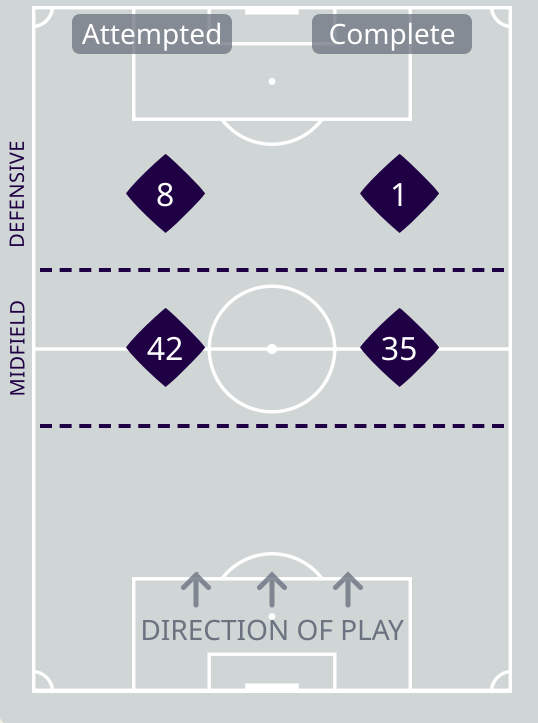 Attempted Complete
DEFENSIVE
8 1
MIDFIELD
42 35
DIRECTION OF PLAY